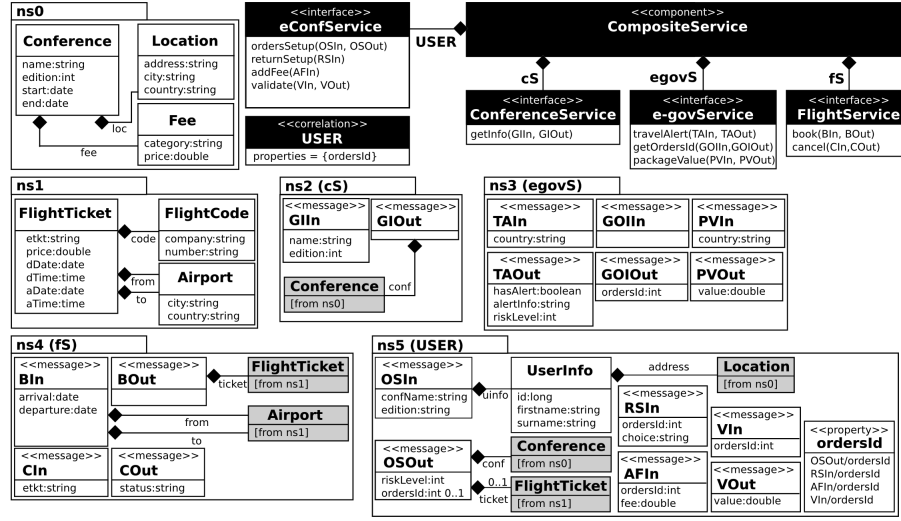 ns0
Conference
name:string
edition:int
start:date
end:date
Location
address:string
city:string
country:string
loc
Fee
category:string
price:double
fee
<<interface>>
eConfService
ordersSetup(OSIn, OSOut)
returnSetup(RSIn)
addFee(AFIn)
validate(VIn, VOut)
USER
<<correlation>>
USER
properties = {ordersId}
<<component>>
CompositeService
cS
egovS
fS
<<interface>>
ConferenceService
getInfo(GIIn, GIOut)
<<interface>>
e-govService
travelAlert(TAIn, TAOut)
getOrdersId(GOIIn,GOIOut)
packageValue(PVIn, PVOut)
<<interface>>
FlightService
book(BIn, BOut)
cancel(CIn,COut)
ns1
FlightTicket
etkt:string
price:double
dDate:date
dTime:time
aDate:date
aTime:time
code
from
to
FlightCode
company:string
number:string
Airport
city:string
country:string
ns2 (cS)
<<message>>
GIIn
name:string
edition:int
<<message>>
GIOut
conf
Conference
[from ns0]
ns3 (egovS)
<<message>>
TAIn
country:string
<<message>>
GOIIn
<<message>>
PVIn
country:string
<<message>>
TAOut
hasAlert:boolean
alertInfo:string
riskLevel:int
<<message>>
GOIOut
ordersId:int
<<message>>
PVOut
value:double
ns4 (fS)
<<message>>
BIn
arrival:date
departure:date
<<message>>
BOut
ticket
FlightTicket
[from ns1]
from
to
Airport
[from ns1]
<<message>>
CIn
etkt:string
<<message>>
COut
status:string
ns5 (USER)
<<message>>
OSIn
confName:string
edition:string
uinfo
UserInfo
id:long
firstname:string
surname:string
address
Location
[from ns0]
<<message>>
OSOut
riskLevel:int
ordersId:int 0..1
conf
Conference
[from ns0]
0..1
ticket
FlightTicket
[from ns1]
<<message>>
RSIn
ordersId:int
choice:string
<<message>>
AFIn
ordersId:int
fee:double
<<message>>
VIn
ordersId:int
<<message>>
VOut
value:double
<<property>>
ordersId
OSOut/ordersId
RSIn/ordersId
AFIn/ordersId
VIn/ordersId